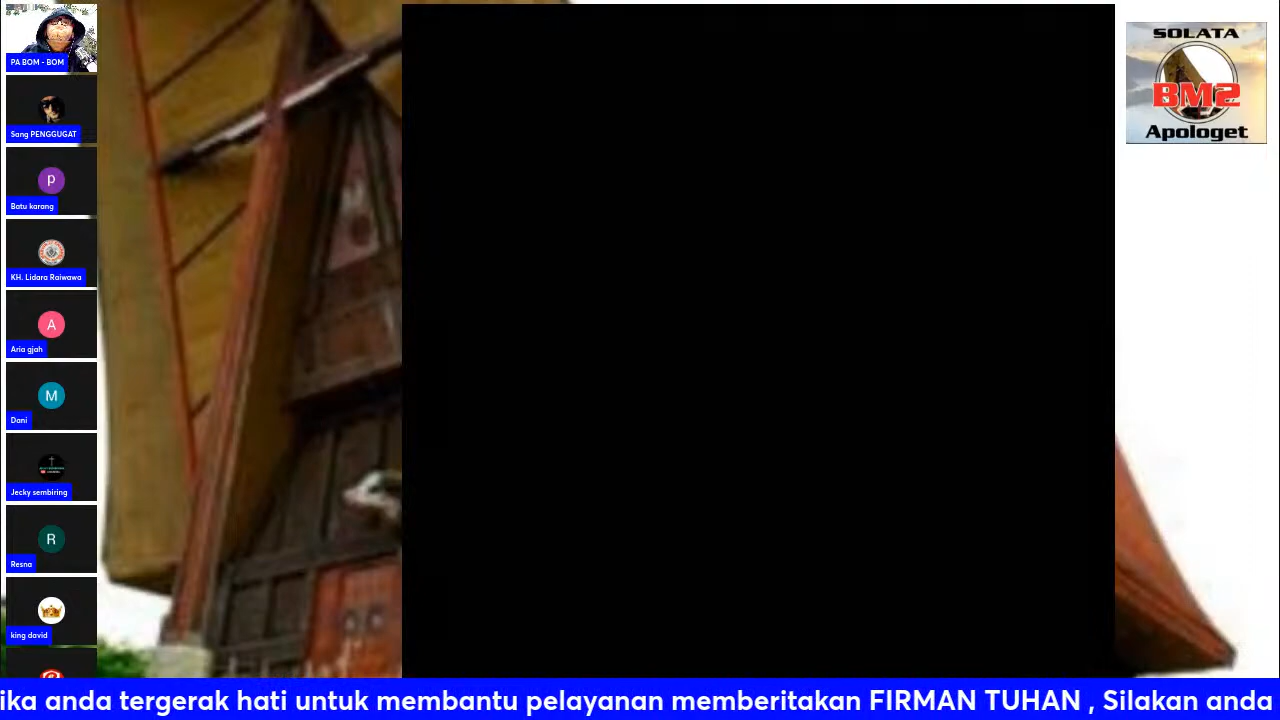 PA BOM - BOM
Sang PENGGUGAT
P
Batu karang
KH. Lidara Raiwawa
A
Aria gjah
M
Dani
Jecky sembiring
R
Resna
king david
SOLATA
BM2
Apologet
ika anda tergerak hati untuk membantu pelayanan memberitakan FIRMAN TUHAN , Silakan anda